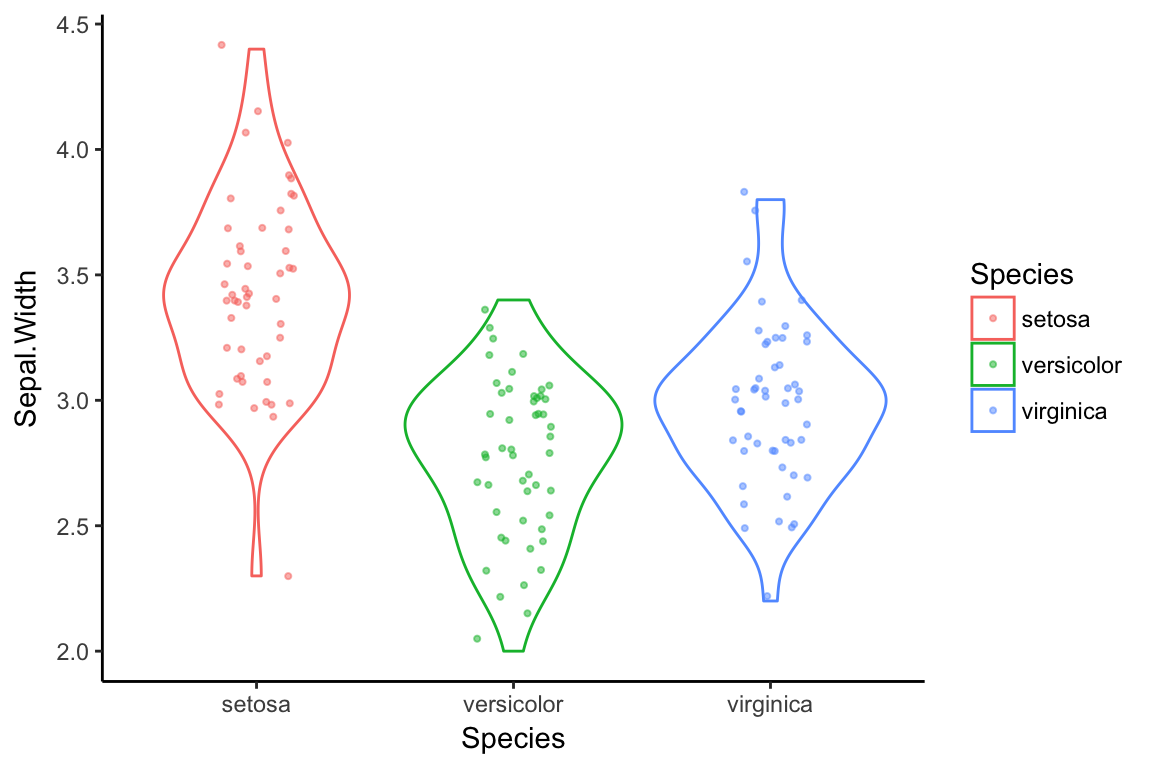 4.5
4.0
3.5
3.0
2.5
2.0
Sepal.Width
setosa
versicolor
virginica
Species
Species
setosa
versicolor
virginica